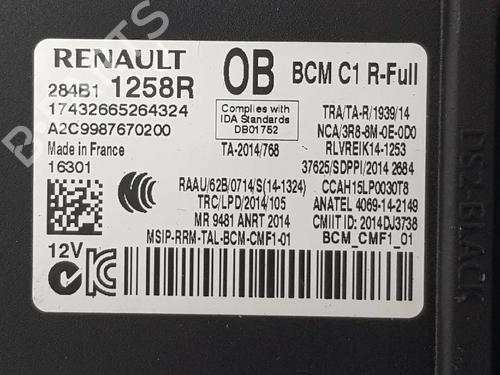 RENAULT
284B1 1258R
17432665264324
A2C9987670200
Made in France
16301
12V
OB
BCM C1 R-Full
Complies with
IDA Standards
DB01752
TA-2014/768
TRA/TA-R/1939/14
NCA/3R8-8M-0E-0D0
RLVREIK14-1253
37625/SDPPI/2014 2684
RAAU/62B/0714/S(14-1324)
CCAH15LP0030T8
TRC/LPD/2014/105
ANATEL 4069-14-2149
MR 9481 ANRT 2014
CMIIT ID: 2014DJ3738
MSIP-RRM-TAL-BCM-CMF1-01
BCM_CMF1_01
DS2-BLACK